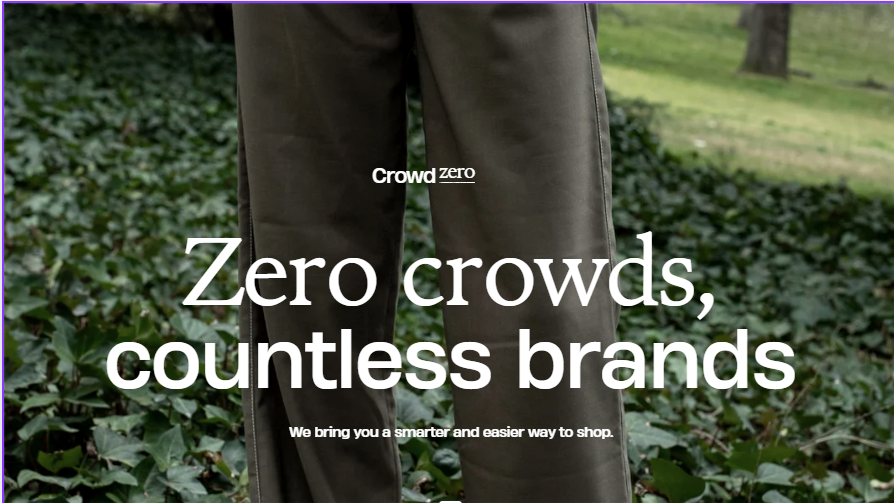 Crowd zero
Zero crowds,
countless brands
We bring you a smarter and easier way to shop.